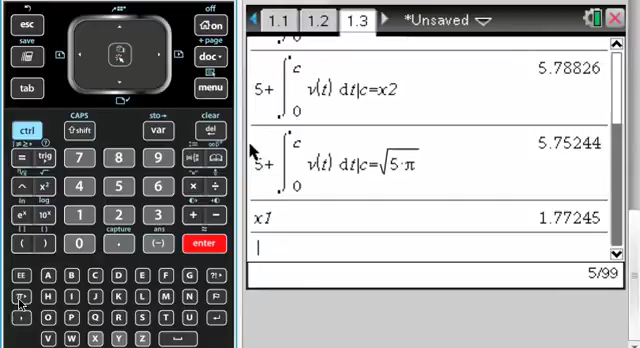 off
esc
on
save
+ page
doc
tab
menu
CAPS
sto→
clear
ctrl
shift
var
del
= trig 7 8 9
^ x² 4 5 6 × ÷
in log
eˣ 10ˣ 1 2 3 + −
capture
( ) 0 . (−) enter
EE A B C D E F G ?!▸
π▸ H I J K L M N
, O P Q R S T U
V W X Y Z
1.1 1.2 1.3 *Unsaved
5+∫₀ᶜ v(t) dt|c=x2 5.78826
5+∫₀ᶜ v(t) dt|c=√5·π 5.75244
x1 1.77245
5/99